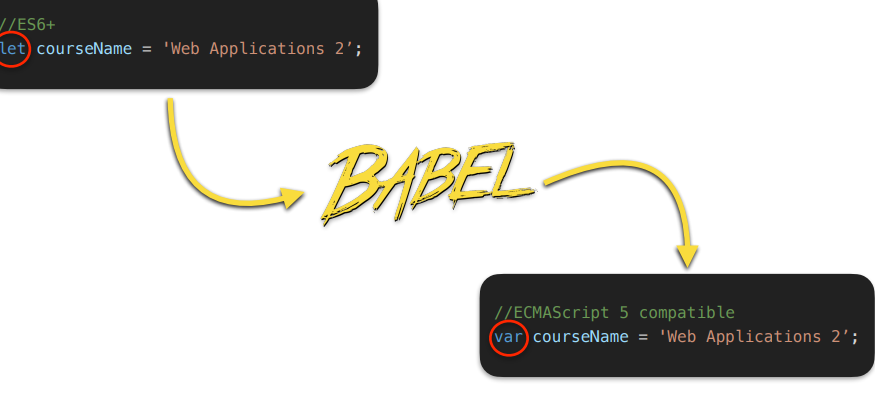 //ES6+
let courseName = 'Web Applications 2’;
BABEL
//ECMAScript 5 compatible
var courseName = 'Web Applications 2’;